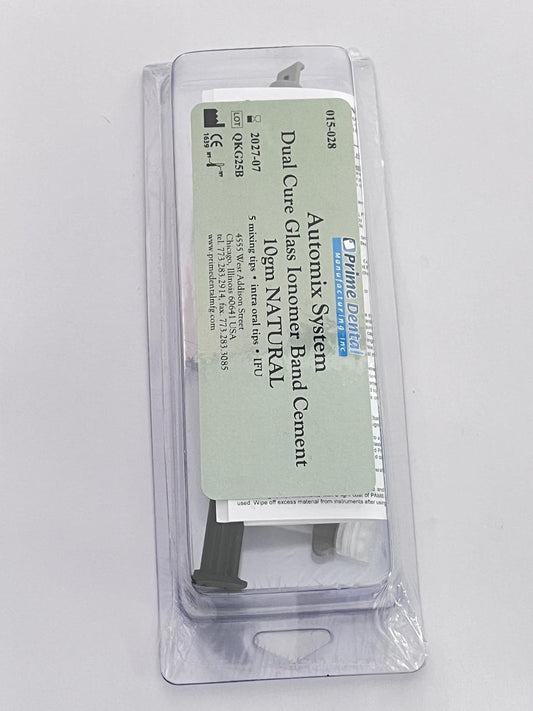 015-028
Prime Dental
Manufacturing Inc
Automix System
Dual Cure Glass Ionomer Band Cement
10gm NATURAL
5 mixing tips • intra oral tips • IFU
2027-07
LOT QKG25B
CE
1639
4555 West Addison Street
Chicago, Illinois 60641 USA
tel. 773.283.2914, fax. 773.283.3085
www.primedentalmfg.com
used. Wipe off excess material from instruments after using